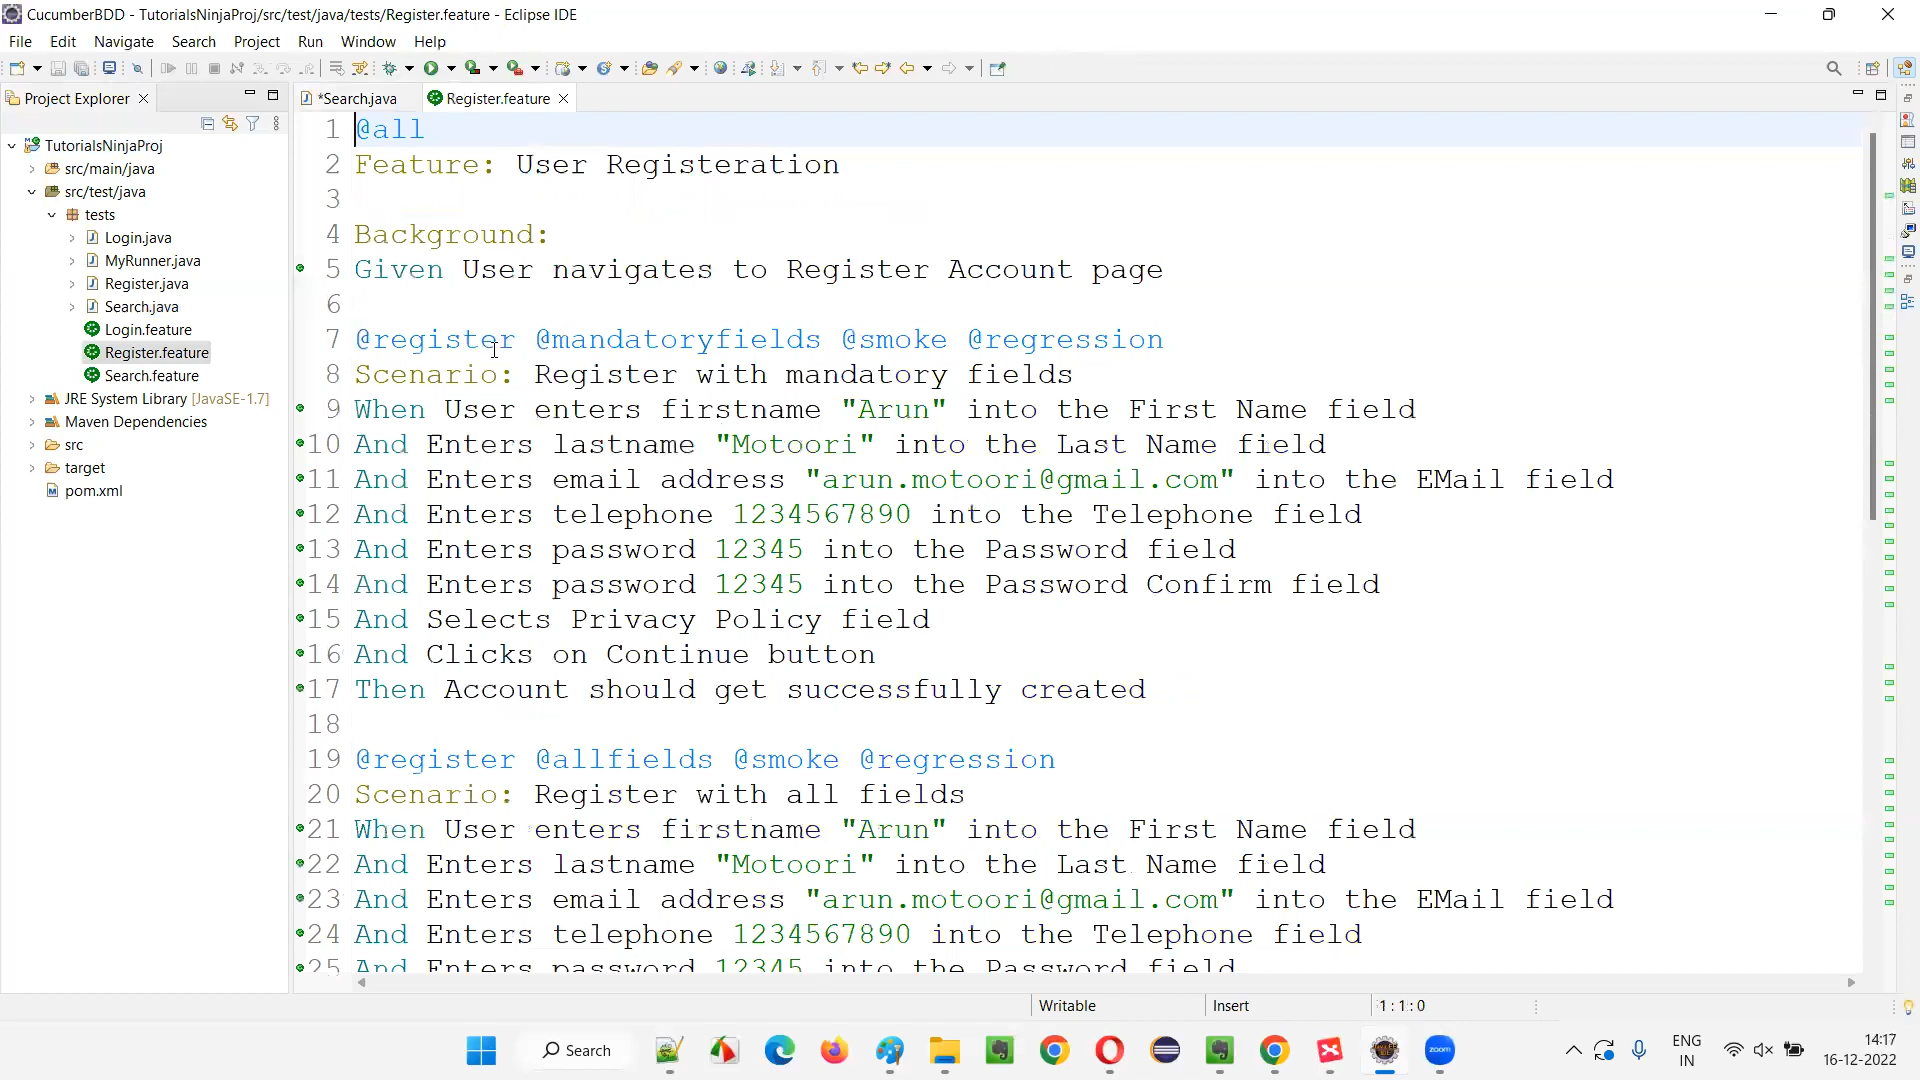 CucumberBDD - TutorialsNinjaProj/src/test/java/tests/Register.feature - Eclipse IDE
File Edit Navigate Search Project Run Window Help
Project Explorer
*Search.java
Register.feature
TutorialsNinjaProj
src/main/java
src/test/java
tests
Login.java
MyRunner.java
Register.java
Search.java
Login.feature
Register.feature
Search.feature
JRE System Library [JavaSE-1.7]
Maven Dependencies
src
target
pom.xml
1 @all
2 Feature: User Registeration
3
4 Background:
5 Given User navigates to Register Account page
6
7 @register @mandatoryfields @smoke @regression
8 Scenario: Register with mandatory fields
9 When User enters firstname "Arun" into the First Name field
10 And Enters lastname "Motoori" into the Last Name field
11 And Enters email address "arun.motoori@gmail.com" into the EMail field
12 And Enters telephone 1234567890 into the Telephone field
13 And Enters password 12345 into the Password field
14 And Enters password 12345 into the Password Confirm field
15 And Selects Privacy Policy field
16 And Clicks on Continue button
17 Then Account should get successfully created
18
19 @register @allfields @smoke @regression
20 Scenario: Register with all fields
21 When User enters firstname "Arun" into the First Name field
22 And Enters lastname "Motoori" into the Last Name field
23 And Enters email address "arun.motoori@gmail.com" into the EMail field
24 And Enters telephone 1234567890 into the Telephone field
25 And Enters password 12345 into the Password field
Writable Insert 1 : 1 : 0
Search
zoom
ENG
IN
14:17
16-12-2022